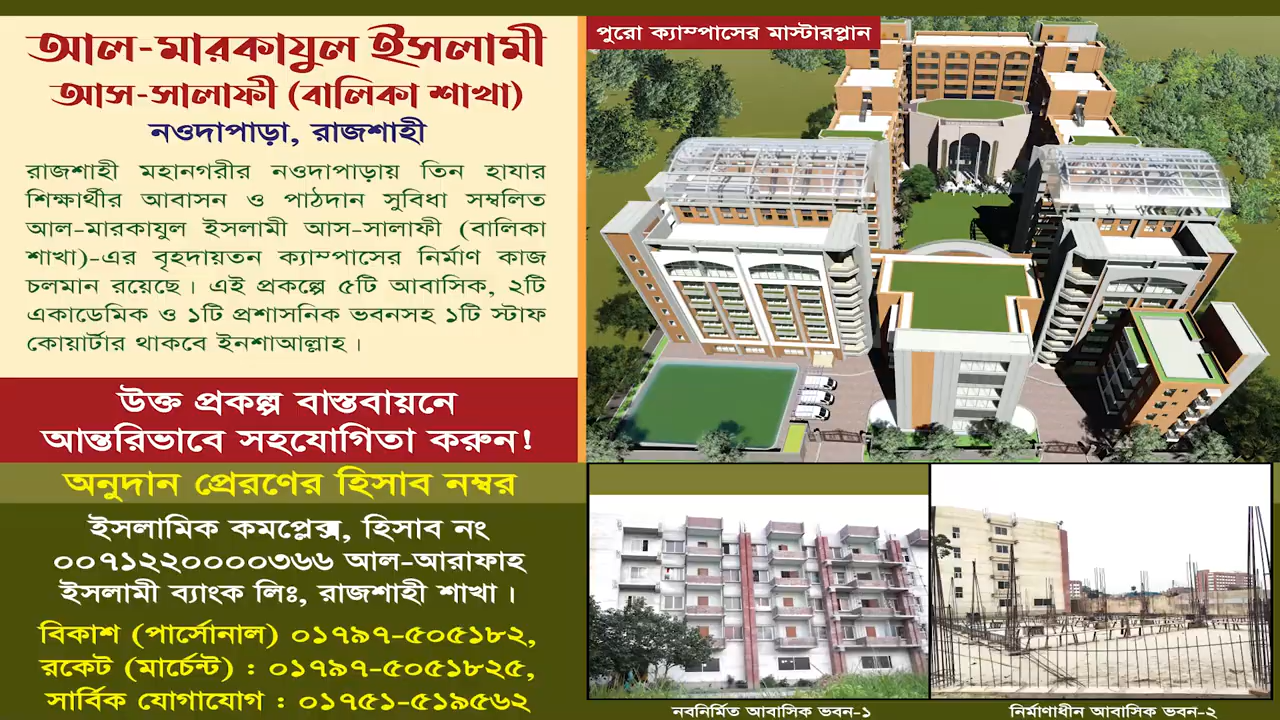 আল-মারকাযুল ইসলামী
আস-সালাফী (বালিকা শাখা)
নওদাপাড়া, রাজশাহী
রাজশাহী মহানগরীর নওদাপাড়ায় তিন হাযার
শিক্ষার্থীর আবাসন ও পাঠদান সুবিধা সম্বলিত
আল-মারকাযুল ইসলামী আস-সালাফী (বালিকা
শাখা)-এর বৃহদায়তন ক্যাম্পাসের নির্মাণ কাজ
চলমান রয়েছে। এই প্রকল্পে ৫টি আবাসিক, ২টি
একাডেমিক ও ১টি প্রশাসনিক ভবনসহ ১টি স্টাফ
কোয়ার্টার থাকবে ইনশাআল্লাহ।
উক্ত প্রকল্প বাস্তবায়নে
আন্তরিভাবে সহযোগিতা করুন!
অনুদান প্রেরণের হিসাব নম্বর
ইসলামিক কমপ্লেক্স, হিসাব নং
০০৭১২২০০০০৩৬৬ আল-আরাফাহ
ইসলামী ব্যাংক লিঃ, রাজশাহী শাখা।
বিকাশ (পার্সোনাল) ০১৭৯৭-৫০৫১৮২,
রকেট (মার্চেন্ট) : ০১৭৯৭-৫০৫১৮২৫,
সার্বিক যোগাযোগ : ০১৭৫১-৫১৯৫৬২
পুরো ক্যাম্পাসের মাস্টারপ্লান
নবনির্মিত আবাসিক ভবন-১
নির্মাণাধীন আবাসিক ভবন-২